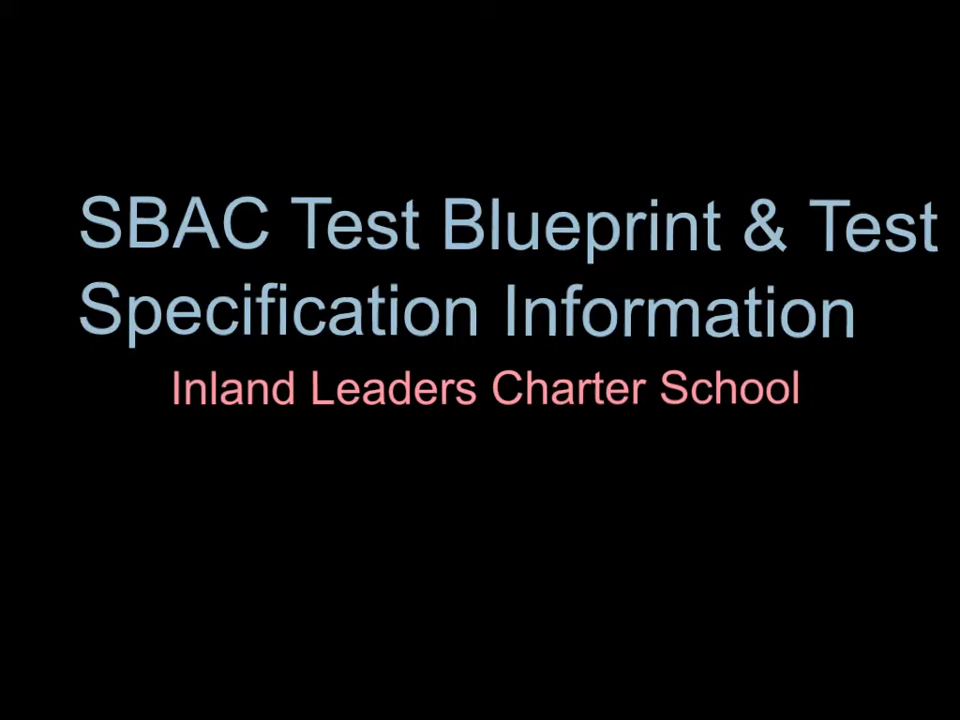 SBAC Test Blueprint & Test
Specification Information
Inland Leaders Charter School